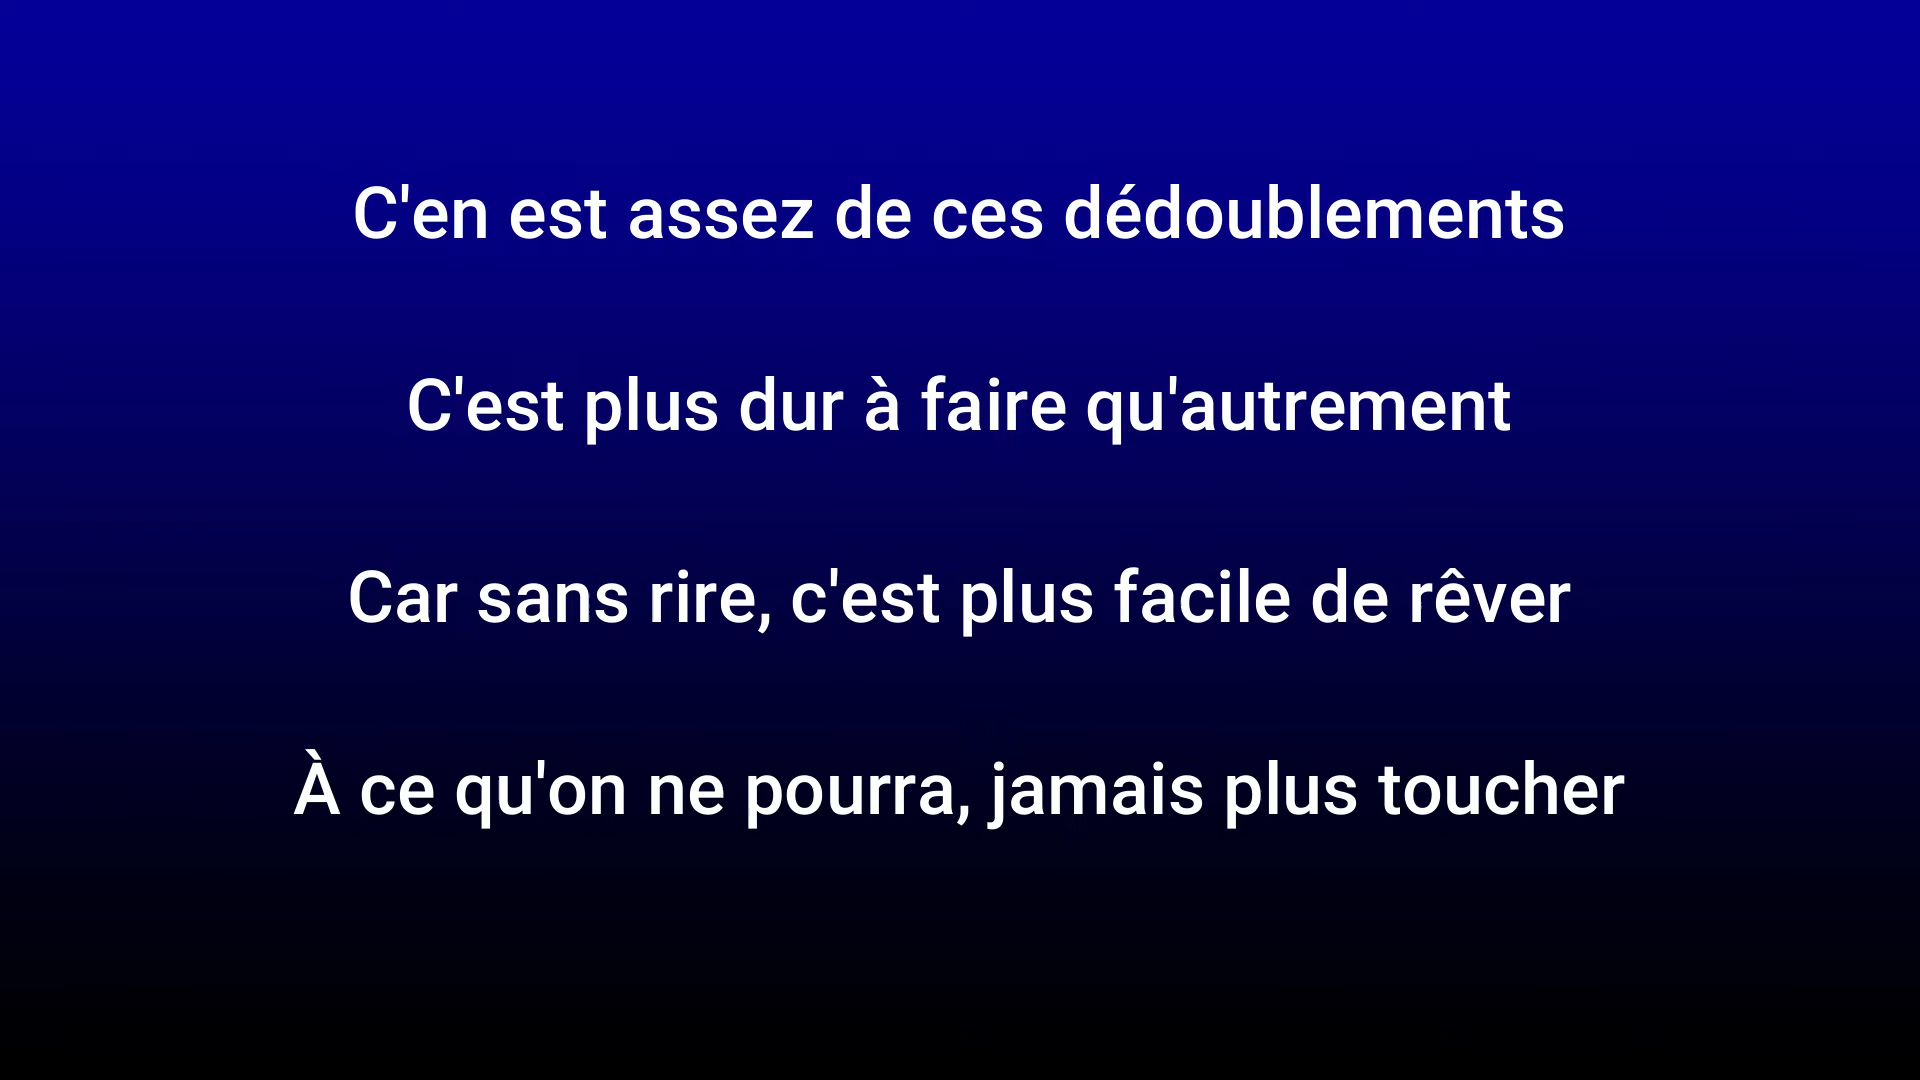 C'en est assez de ces dédoublements
C'est plus dur à faire qu'autrement
Car sans rire, c'est plus facile de rêver
À ce qu'on ne pourra, jamais plus toucher